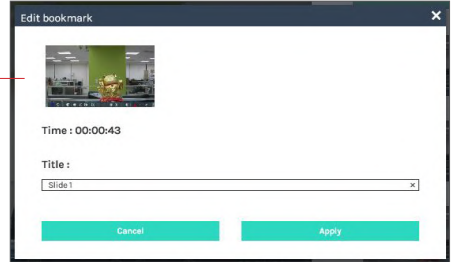 Edit bookmark
Time : 00:00:43
Title :
Slide 1
Cancel
Apply